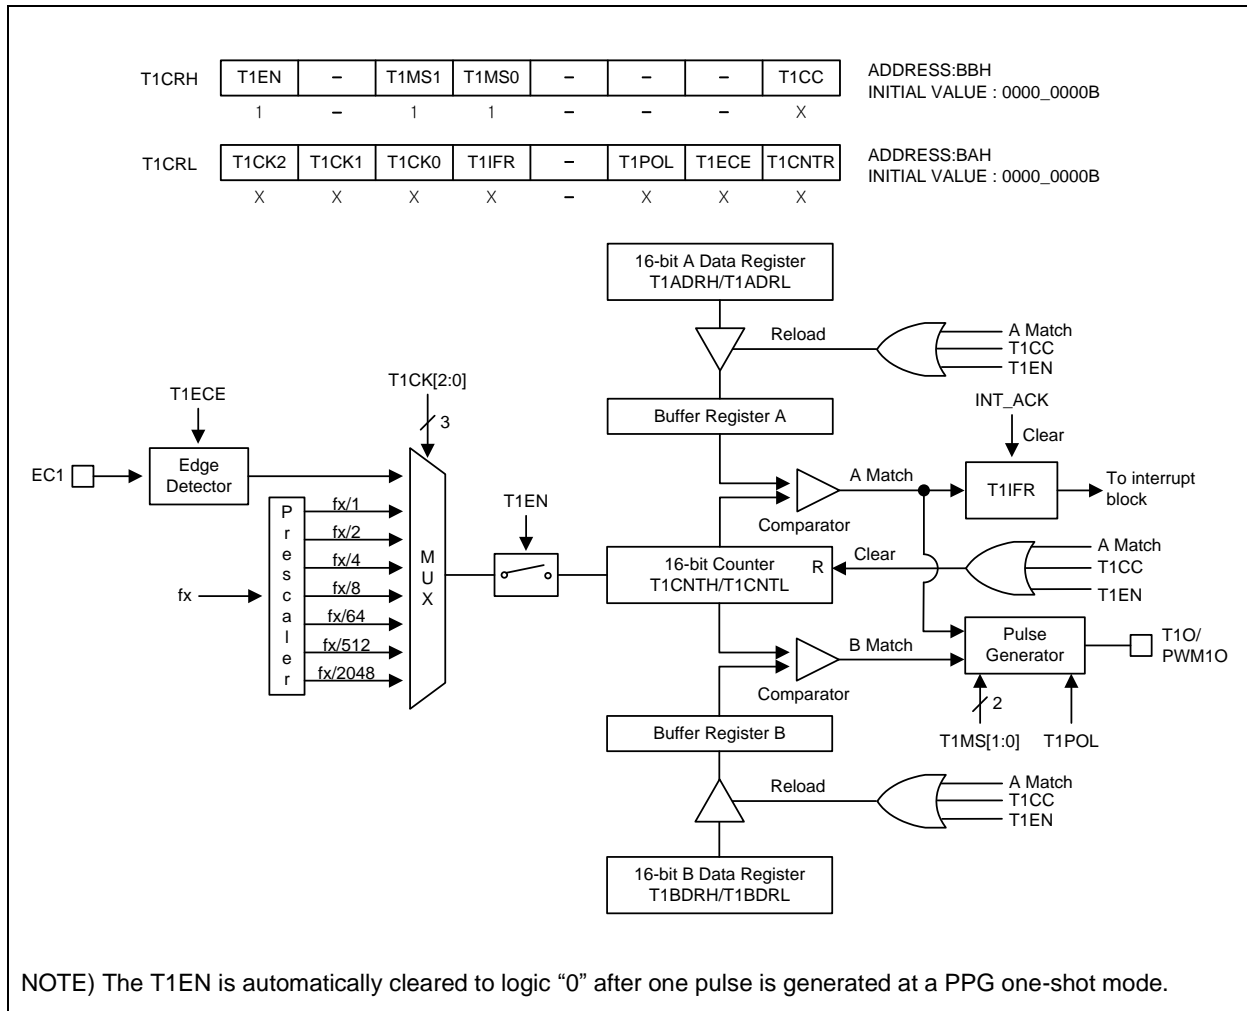 T1CRH T1EN – T1MS1 T1MS0 – – – T1CC ADDRESS:BBH
INITIAL VALUE : 0000_0000B
1 – 1 1 – – – X
T1CRL T1CK2 T1CK1 T1CK0 T1IFR – T1POL T1ECE T1CNTR ADDRESS:BAH
INITIAL VALUE : 0000_0000B
X X X X – X X X
16-bit A Data Register
T1ADRH/T1ADRL
Reload
A Match
T1CC
T1EN
T1CK[2:0]
3
T1ECE
Buffer Register A
INT_ACK
Clear
EC1
Edge
Detector
A Match
T1IFR
To interrupt
block
Comparator
Prescaler
fx/1
fx/2
fx/4
fx/8
fx/64
fx/512
fx/2048
fx
MUX
T1EN
16-bit Counter
T1CNTH/T1CNTL
R
Clear
A Match
T1CC
T1EN
B Match
Pulse
Generator
T1O/
PWM1O
Comparator
2
Buffer Register B
T1MS[1:0]
T1POL
Reload
A Match
T1CC
T1EN
16-bit B Data Register
T1BDRH/T1BDRL
NOTE) The T1EN is automatically cleared to logic “0” after one pulse is generated at a PPG one-shot mode.